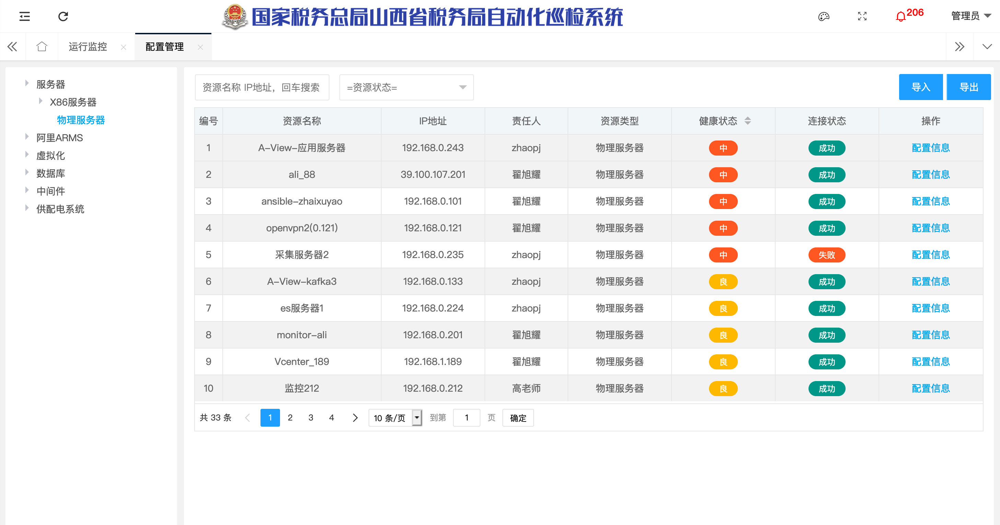 国家税务总局山西省税务局自动化巡检系统
206
管理员
运行监控
配置管理
服务器
X86服务器
物理服务器
阿里ARMS
虚拟化
数据库
中间件
供配电系统
资源名称 IP地址，回车搜索
=资源状态=
导入
导出
编号 资源名称 IP地址 责任人 资源类型 健康状态 连接状态 操作
1 A-View-应用服务器 192.168.0.243 zhaopj 物理服务器 中 成功 配置信息
2 ali_88 39.100.107.201 翟旭耀 物理服务器 中 成功 配置信息
3 ansible-zhaixuyao 192.168.0.101 翟旭耀 物理服务器 中 成功 配置信息
4 openvpn2(0.121) 192.168.0.121 翟旭耀 物理服务器 中 成功 配置信息
5 采集服务器2 192.168.0.235 zhaopj 物理服务器 中 失败 配置信息
6 A-View-kafka3 192.168.0.133 zhaopj 物理服务器 良 成功 配置信息
7 es服务器1 192.168.0.224 zhaopj 物理服务器 良 成功 配置信息
8 monitor-ali 192.168.0.201 翟旭耀 物理服务器 良 成功 配置信息
9 Vcenter_189 192.168.1.189 翟旭耀 物理服务器 良 成功 配置信息
10 监控212 192.168.0.212 高老师 物理服务器 良 成功 配置信息
共 33 条 1 2 3 4 10 条/页 到第 1 页 确定